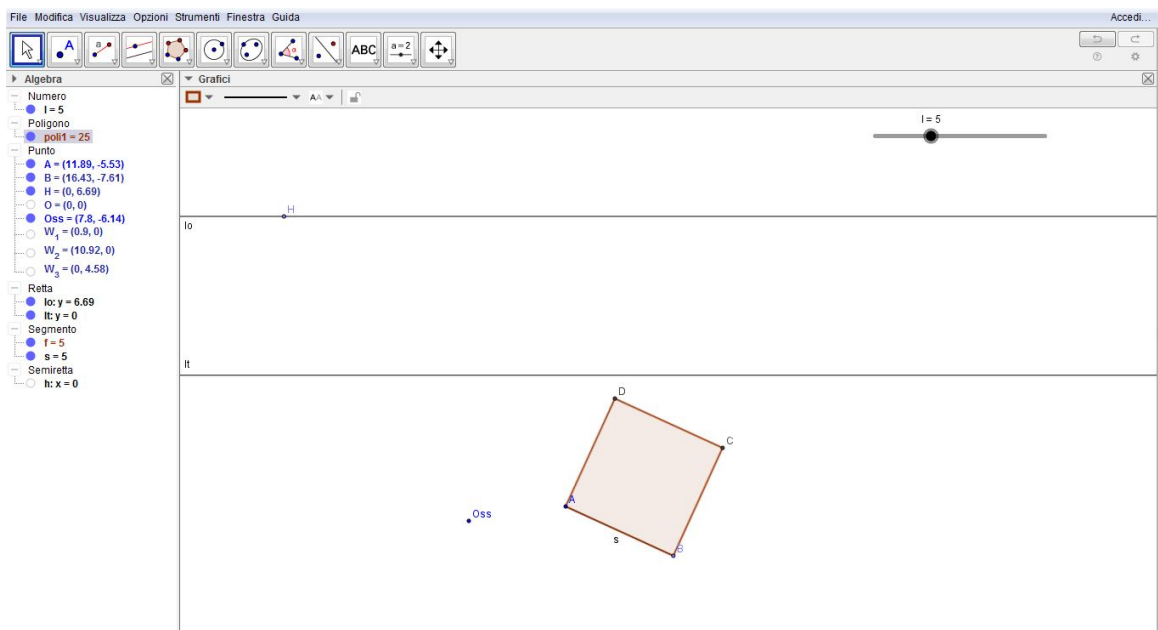 File Modifica Visualizza Opzioni Strumenti Finestra Guida Accedi...
A a α ABC a=2
Algebra
Numero
l = 5
Poligono
poli1 = 25
Punto
A = (11.89, -5.53)
B = (16.43, -7.61)
H = (0, 6.69)
O = (0, 0)
Oss = (7.8, -6.14)
W1 = (0.9, 0)
W2 = (10.92, 0)
W3 = (0, 4.58)
Retta
lo: y = 6.69
lt: y = 0
Segmento
f = 5
s = 5
Semiretta
h: x = 0
Grafici
AA
l = 5
H
lo
lt
D
C
A
Oss
s
B